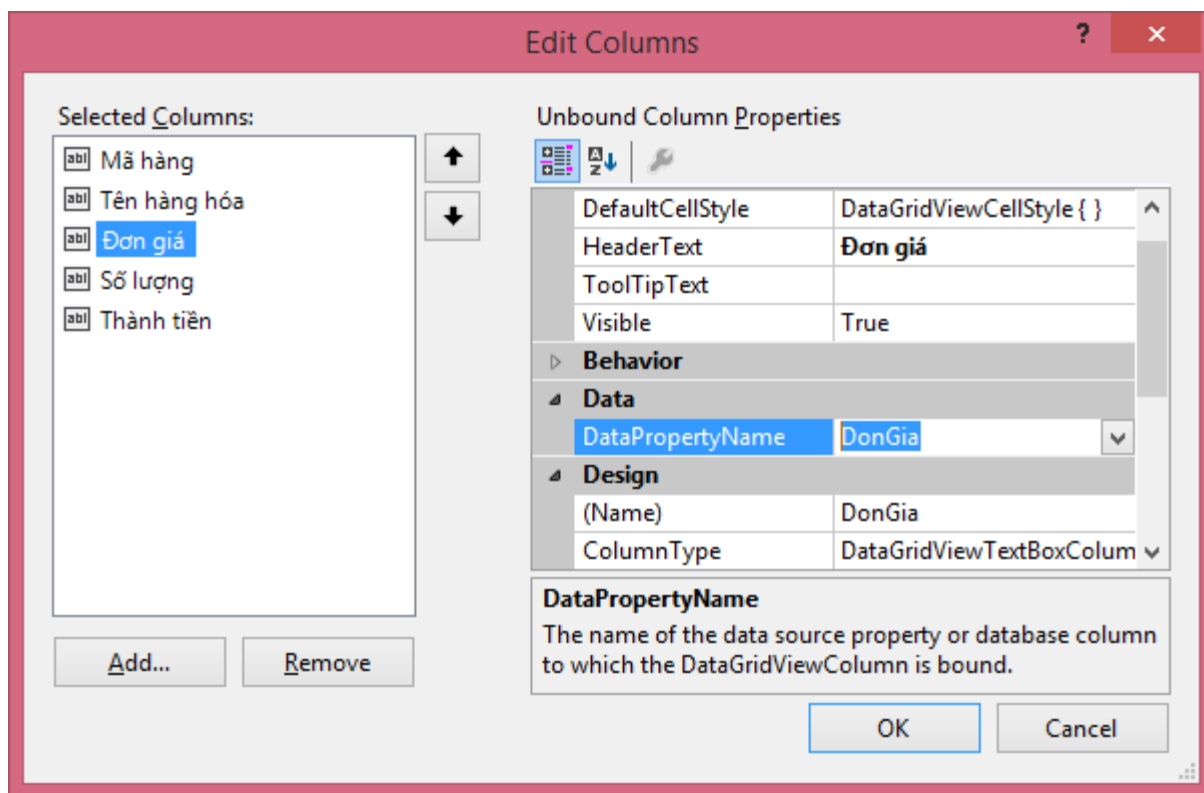 Edit Columns
?
Selected Columns:
Mã hàng
Tên hàng hóa
Đơn giá
Số lượng
Thành tiền
Add...
Remove
Unbound Column Properties
DefaultCellStyle DataGridViewCellStyle { }
HeaderText Đơn giá
ToolTipText
Visible True
Behavior
Data
DataPropertyName DonGia
Design
(Name) DonGia
ColumnType DataGridViewTextBoxColum
DataPropertyName
The name of the data source property or database column
to which the DataGridViewColumn is bound.
OK
Cancel